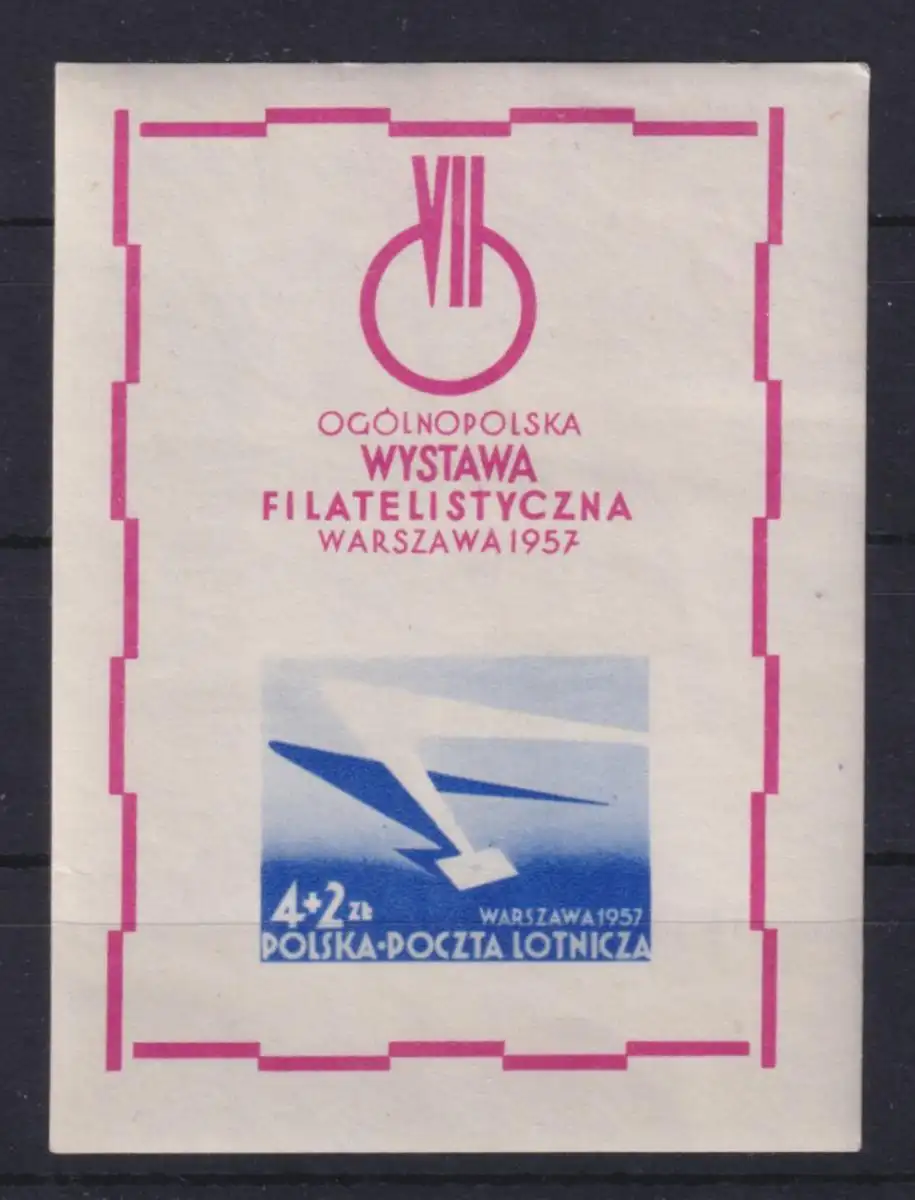 VII
OGÓLNOPOLSKA
WYSTAWA
FILATELISTYCZNA
WARSZAWA 1957
4+2 ZŁ
WARSZAWA 1957
POLSKA·POCZTA LOTNICZA